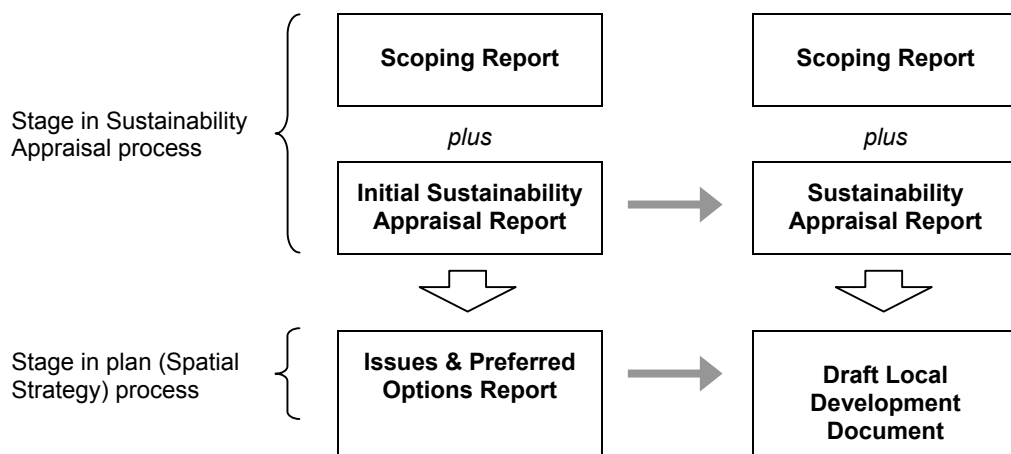 Scoping Report
Scoping Report
Stage in Sustainability
Appraisal process
plus
plus
Initial Sustainability
Appraisal Report
Sustainability
Appraisal Report
Stage in plan (Spatial
Strategy) process
Issues & Preferred
Options Report
Draft Local
Development
Document